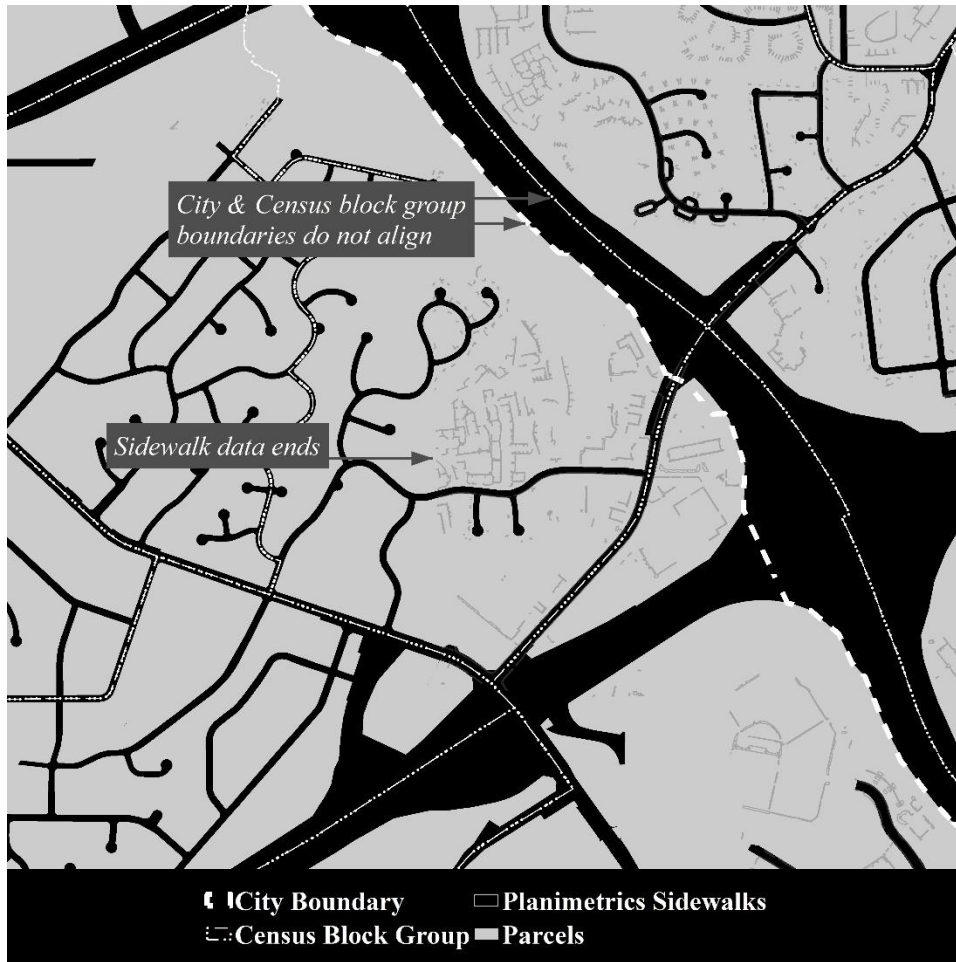 City & Census block group
boundaries do not align
Sidewalk data ends
City Boundary
Planimetrics Sidewalks
Census Block Group
Parcels